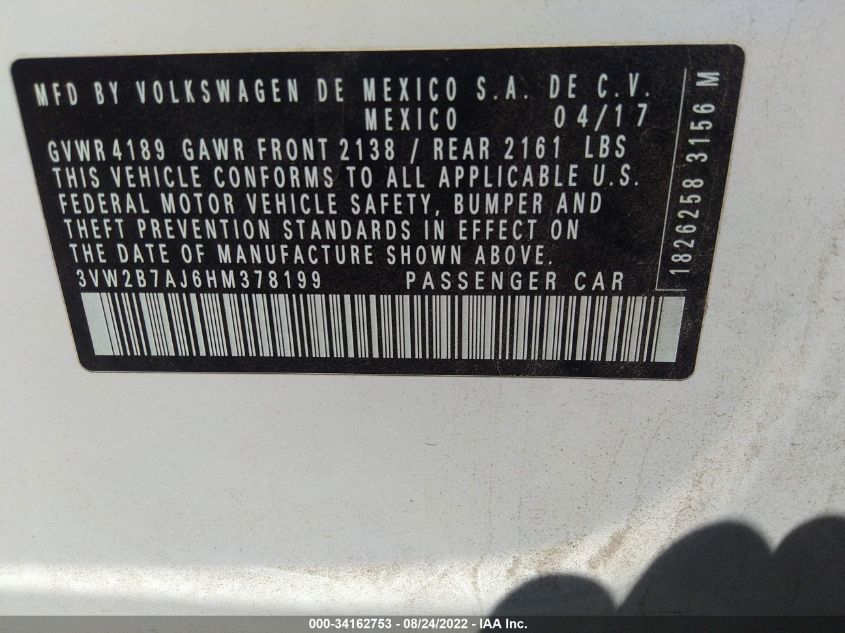 MFD BY VOLKSWAGEN DE MEXICO S.A. DE C.V.
MEXICO 04/17
GVWR 4189 GAWR FRONT 2138 / REAR 2161 LBS
THIS VEHICLE CONFORMS TO ALL APPLICABLE U.S.
FEDERAL MOTOR VEHICLE SAFETY, BUMPER AND
THEFT PREVENTION STANDARDS IN EFFECT ON
THE DATE OF MANUFACTURE SHOWN ABOVE.
3VW2B7AJ6HM378199 PASSENGER CAR
1826258 3156 M
000-34162753 - 08/24/2022 - IAA Inc.